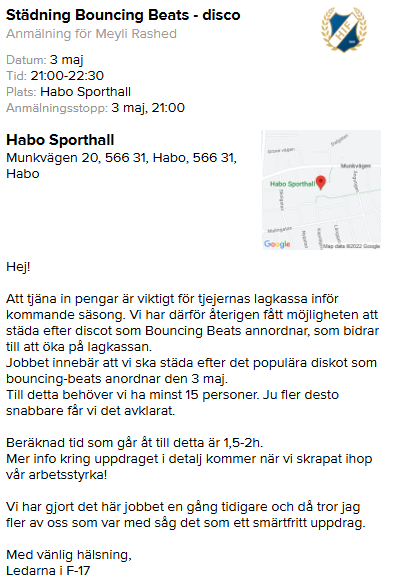 Städning Bouncing Beats - disco
Anmälning för Meyli Rashed
Datum: 3 maj
Tid: 21:00-22:30
Plats: Habo Sporthall
Anmälningsstopp: 3 maj, 21:00
Habo Sporthall
Munkvägen 20, 566 31, Habo, 566 31,
Habo
Munkvägen
Habo Sporthall
Malmgatan
Google
Map data ©2022 Google
Hej!
Att tjäna in pengar är viktigt för tjejernas lagkassa inför
kommande säsong. Vi har därför återigen fått möjligheten att
städa efter discot som Bouncing Beats annordnar, som bidrar
till att öka på lagkassan.
Jobbet innebär att vi ska städa efter det populära diskot som
bouncing-beats anordnar den 3 maj.
Till detta behöver vi ha minst 15 personer. Ju fler desto
snabbare får vi det avklarat.
Beräknad tid som går åt till detta är 1,5-2h.
Mer info kring uppdraget i detalj kommer när vi skrapat ihop
vår arbetsstyrka!
Vi har gjort det här jobbet en gång tidigare och då tror jag
fler av oss som var med såg det som ett smärtfritt uppdrag.
Med vänlig hälsning,
Ledarna i F-17